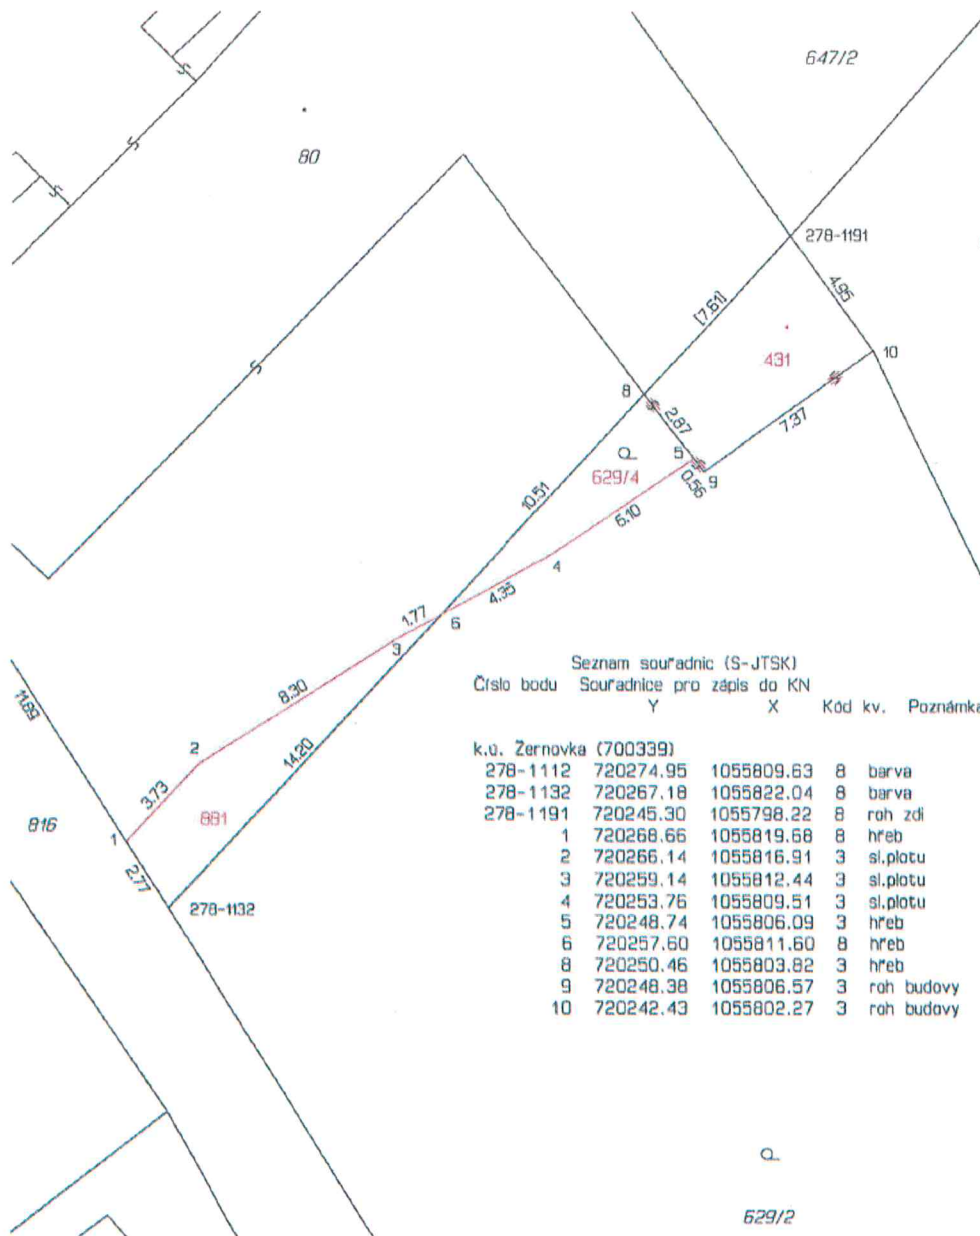 647/2
80
278-1191
4.95
[7.61]
431
10
8
2.87
7.37
5
629/4
0.56
9
10.51
6.10
4
4.35
1.77
6
3
8.30
11.89
2
14.20
3.73
881
816
1
2.77
278-1132
Seznam souřadnic (S-JTSK)
Číslo bodu Souřadnice pro zápis do KN
Y X Kód kv. Poznámka
k.ú. Žernovka (700339)
278-1112 720274.95 1055809.63 8 barva
278-1132 720267.18 1055822.04 8 barva
278-1191 720245.30 1055798.22 8 roh zdi
1 720268.66 1055819.68 8 hřeb
2 720266.14 1055816.91 3 sl.plotu
3 720259.14 1055812.44 3 sl.plotu
4 720253.76 1055809.51 3 sl.plotu
5 720248.74 1055806.09 3 hřeb
6 720257.60 1055811.60 8 hřeb
8 720250.46 1055803.82 3 hřeb
9 720248.38 1055806.57 3 roh budovy
10 720242.43 1055802.27 3 roh budovy
629/2